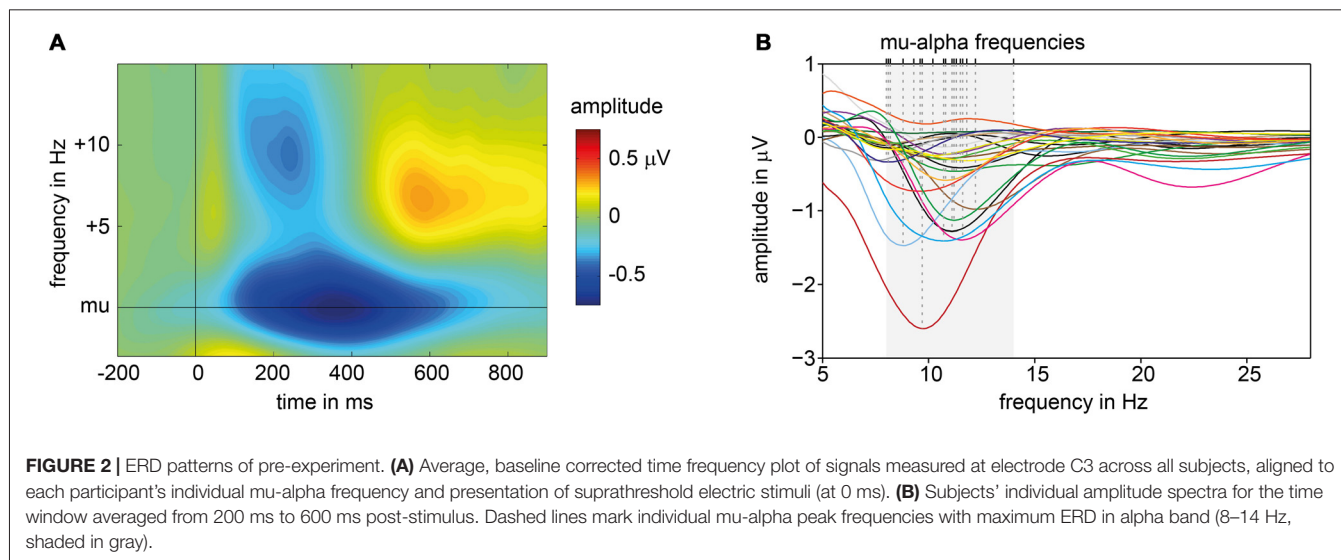 A
B
mu-alpha frequencies
frequency in Hz
+10
+5
mu
-200
0
200
400
600
800
time in ms
amplitude
0.5 μV
0
-0.5
amplitude in μV
1
0
−1
−2
−3
5
10
15
20
25
frequency in Hz
FIGURE 2 | ERD patterns of pre-experiment. (A) Average, baseline corrected time frequency plot of signals measured at electrode C3 across all subjects, aligned to
each participant's individual mu-alpha frequency and presentation of suprathreshold electric stimuli (at 0 ms). (B) Subjects' individual amplitude spectra for the time
window averaged from 200 ms to 600 ms post-stimulus. Dashed lines mark individual mu-alpha peak frequencies with maximum ERD in alpha band (8–14 Hz,
shaded in gray).